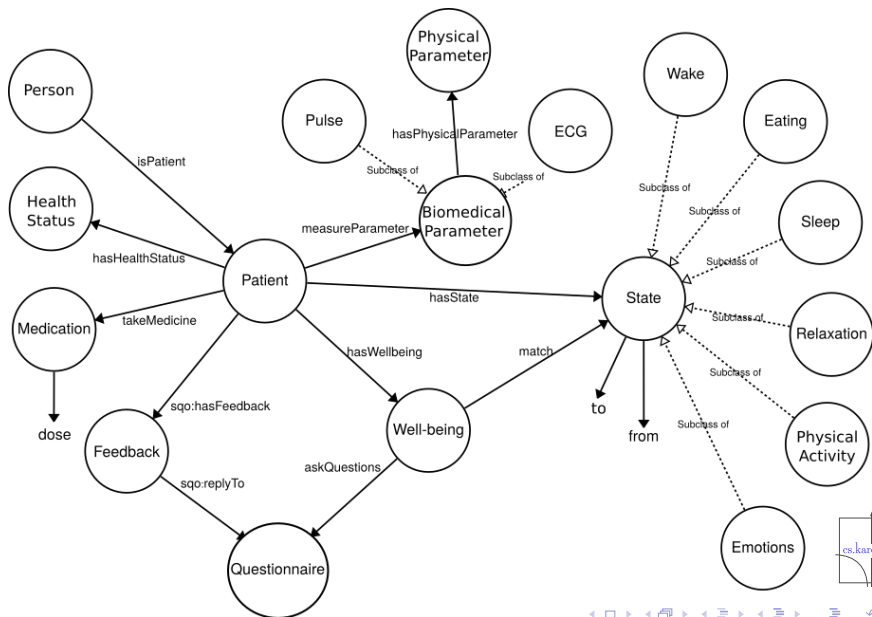 Physical
Parameter
Person
Wake
Pulse
hasPhysicalParameter
ECG
Eating
isPatient
Subclass of
Subclass of
Subclass of
Subclass of
Health
Status
Biomedical
Parameter
measureParameter
Sleep
hasHealthStatus
Patient
Subclass of
hasState
State
Medication
takeMedicine
Subclass of
Relaxation
hasWellbeing
match
Subclass of
sqo:hasFeedback
to
dose
from
Subclass of
Well-being
Physical
Activity
Feedback
askQuestions
sqo:replyTo
Emotions
Questionnaire